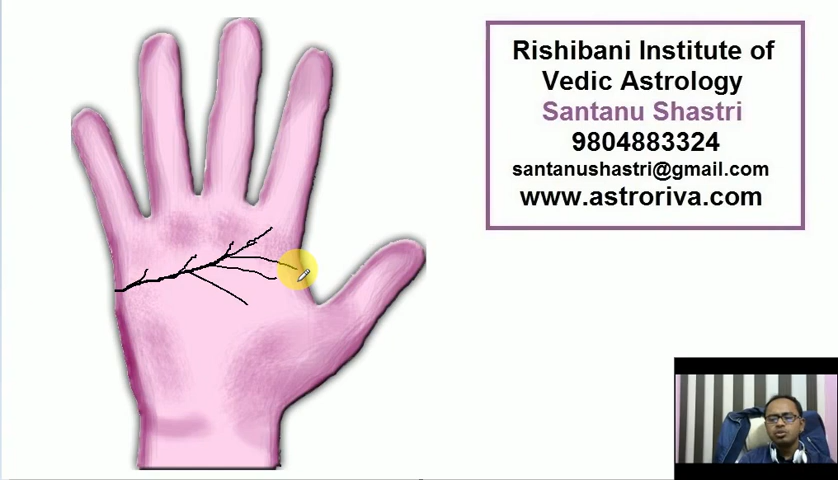 Rishibani Institute of
Vedic Astrology
Santanu Shastri
9804883324
santanushastri@gmail.com
www.astroriva.com